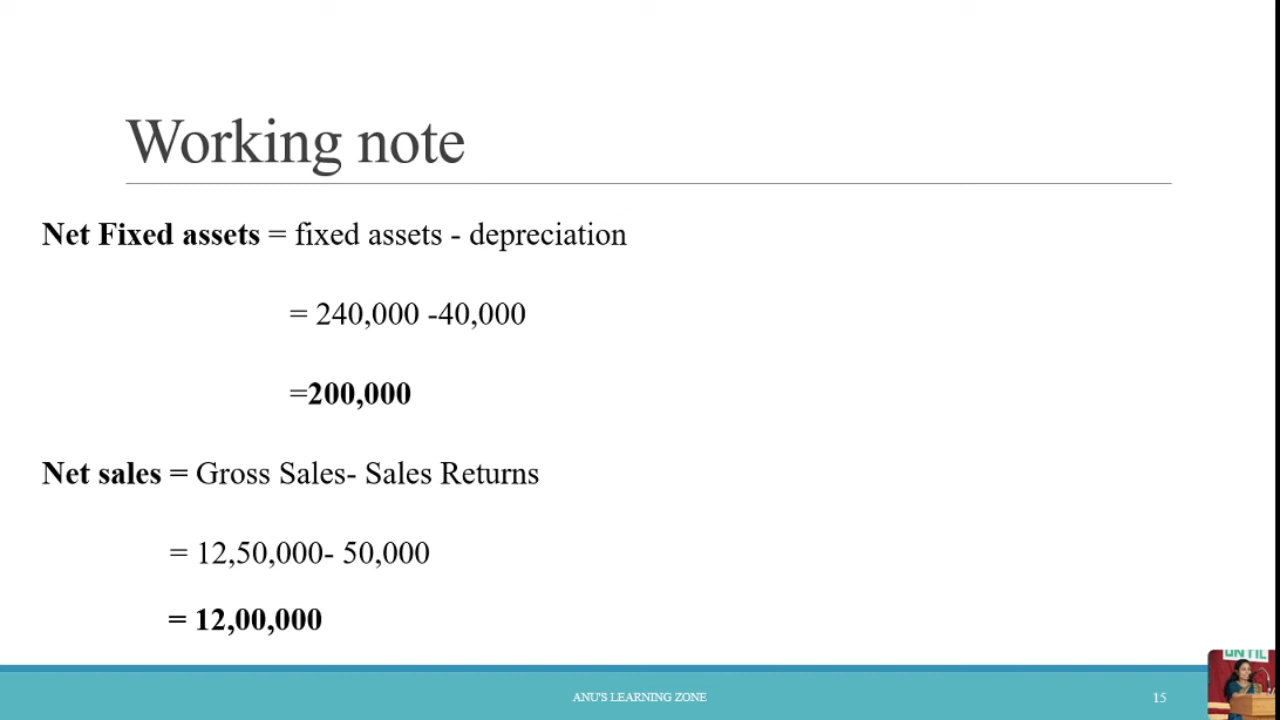 Working note
Net Fixed assets = fixed assets - depreciation
= 240,000 -40,000
=200,000
Net sales = Gross Sales- Sales Returns
= 12,50,000- 50,000
= 12,00,000
ANU'S LEARNING ZONE
15